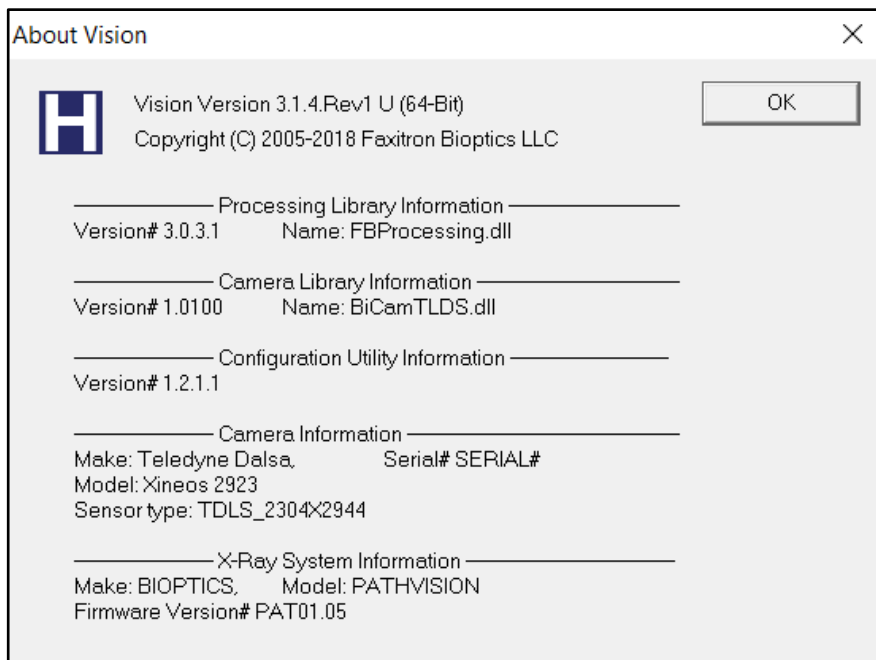 About Vision
H
Vision Version 3.1.4.Rev1 U (64-Bit)
OK
Copyright (C) 2005-2018 Faxitron Bioptics LLC
Processing Library Information
Version# 3.0.3.1 Name: FBProcessing.dll
Camera Library Information
Version# 1.0100 Name: BiCamTLDS.dll
Configuration Utility Information
Version# 1.2.1.1
Camera Information
Make: Teledyne Dalsa, Serial# SERIAL#
Model: Xineos 2923
Sensor type: TDLS_2304X2944
X-Ray System Information
Make: BIOPTICS, Model: PATHVISION
Firmware Version# PAT01.05